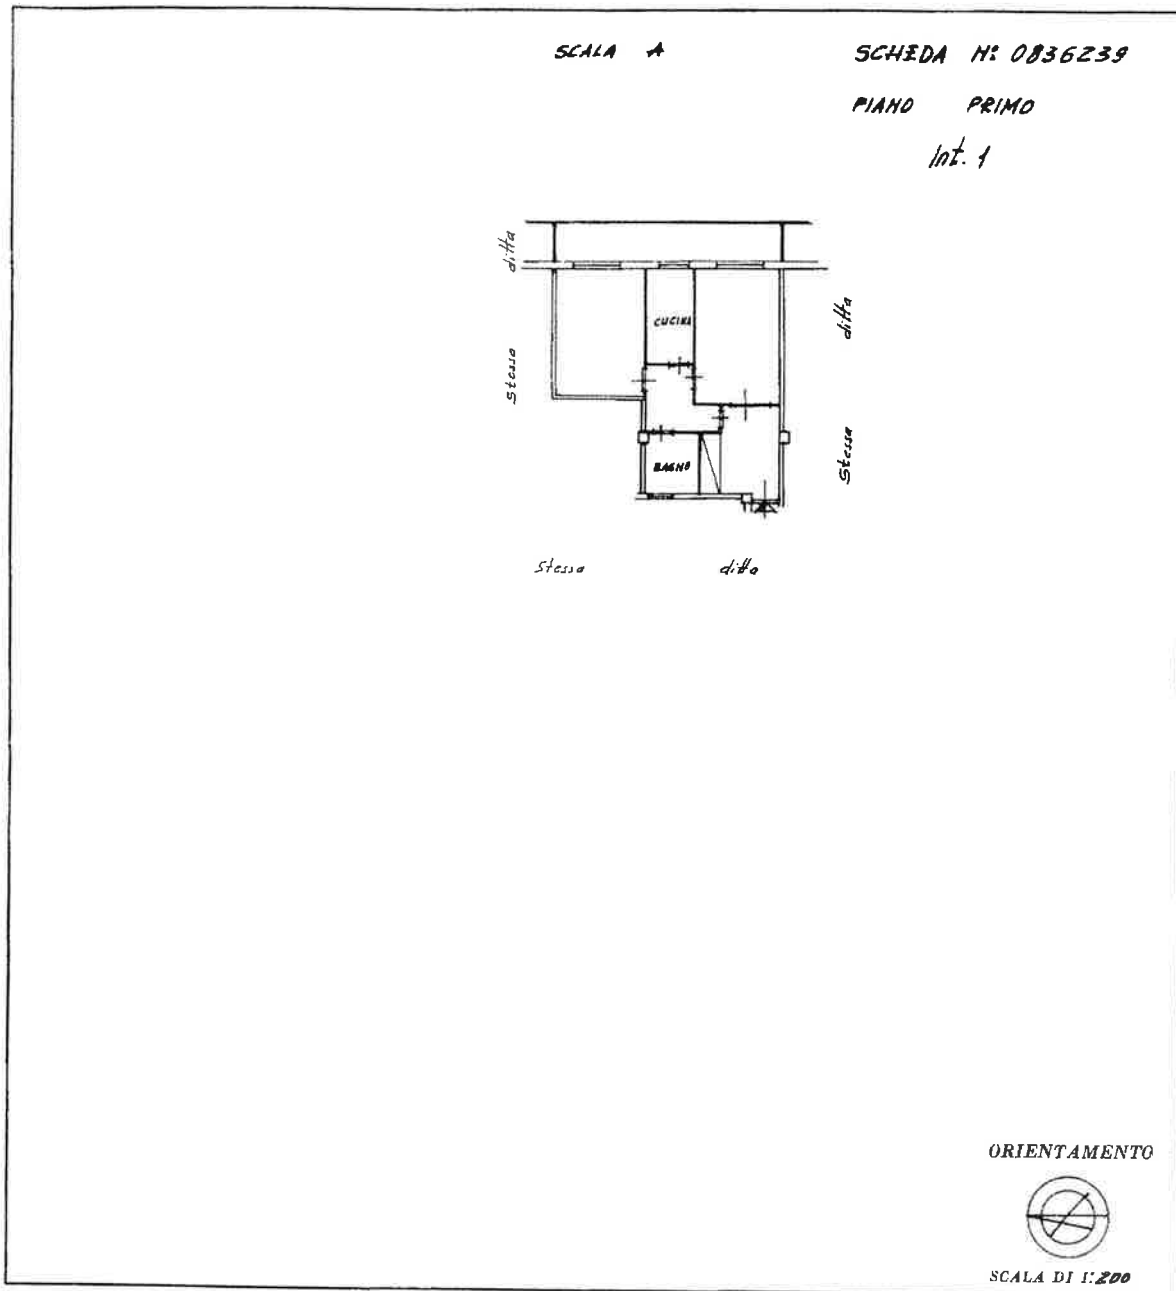 SCALA A
SCHEDA N: 0836239
PIANO PRIMO
Int. 1
Stessa ditta
Stessa ditta
CUCINA
BAGNO
Stessa ditta
ORIENTAMENTO
SCALA DI 1:200